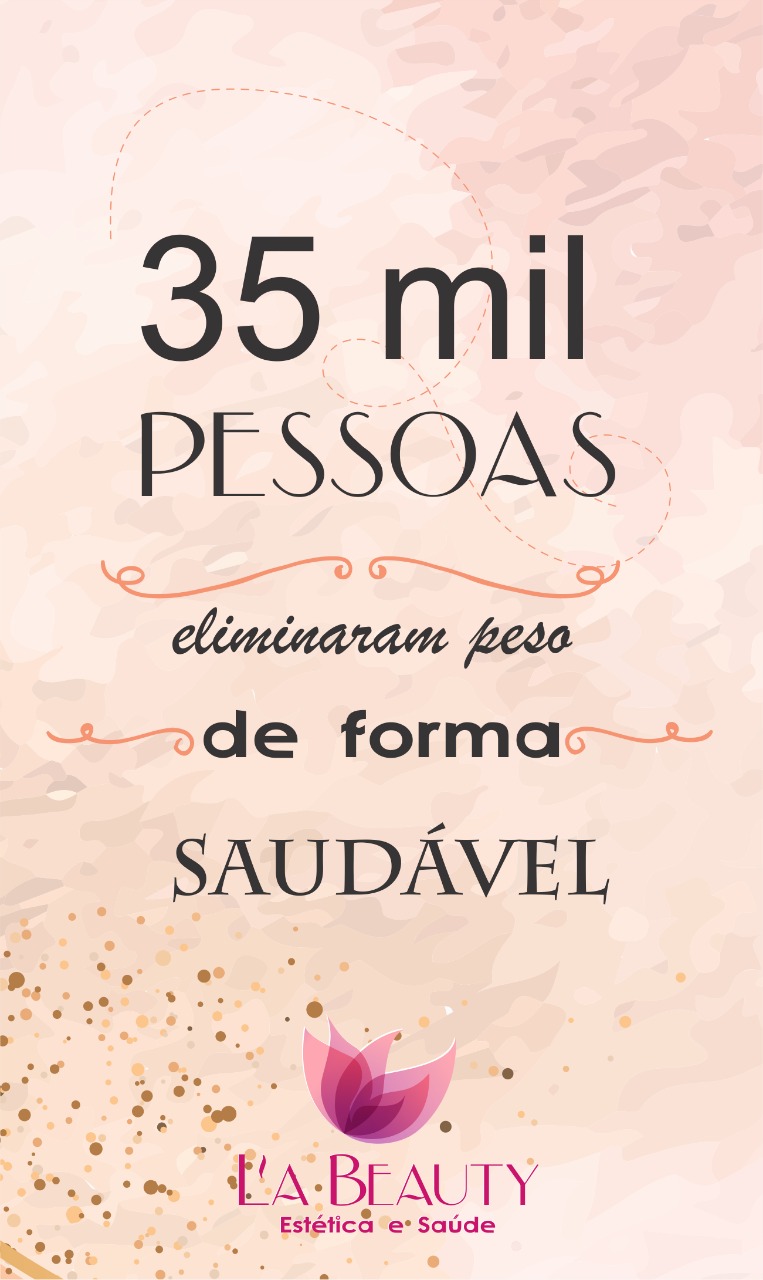 35 mil
PESSOAS
eliminaram peso
de forma
SAUDÁVEL
L'A BEAUTY
Estética e Saúde